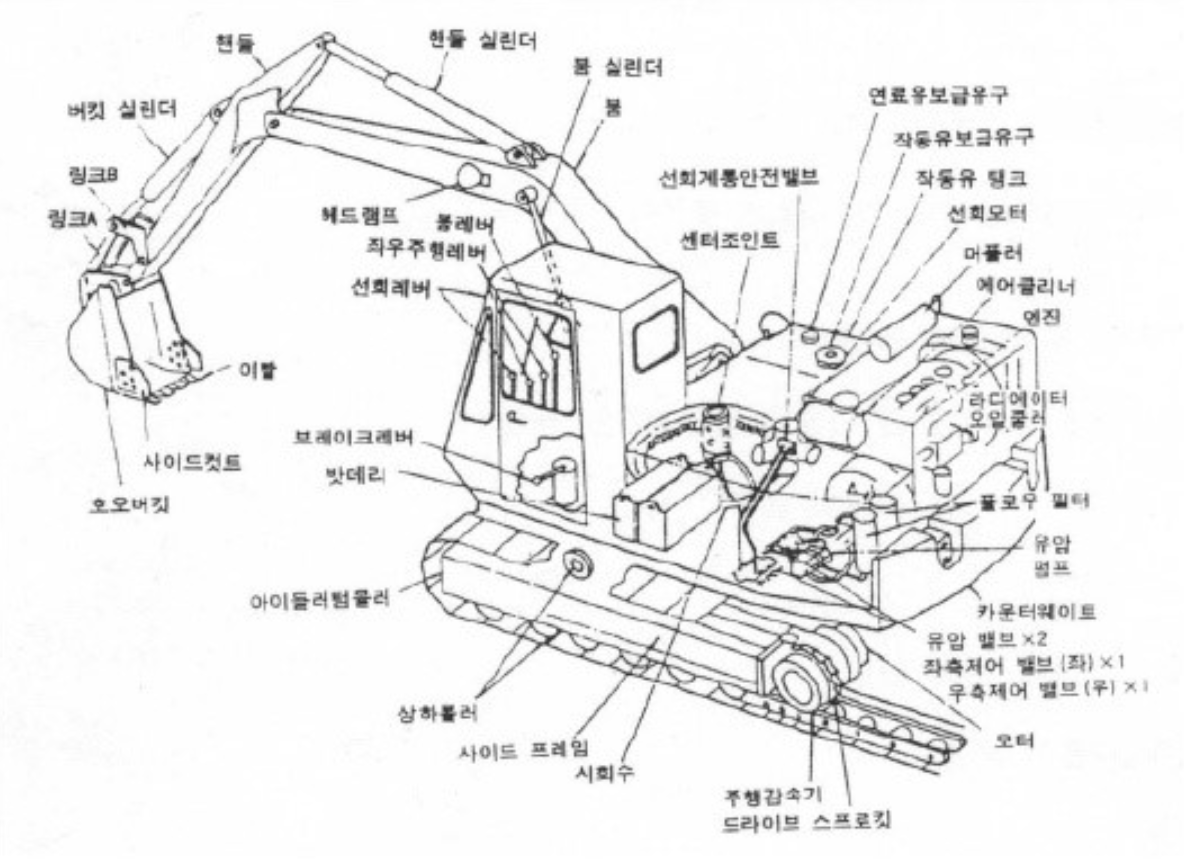 핸들
핸들 실린더
붐 실린더
붐
버킷 실린더
링크B
링크A
헤드램프
붐레버
좌우주행레버
선회레버
연료유보급유구
작동유보급유구
작동유 탱크
선회계통안전밸브
선회모터
센터조인트
머플러
에어클리너
엔진
라디에이터
오일쿨러
이빨
사이드컷트
호오버킷
브레이크레버
밧데리
플로우 필터
유압
펌프
아이들러텀블러
카운터웨이트
유압 밸브×2
좌측제어 밸브(좌)×1
우측제어 밸브(우)×1
상하롤러
사이드 프레임
모터
주행감속기
드라이브 스프로킷